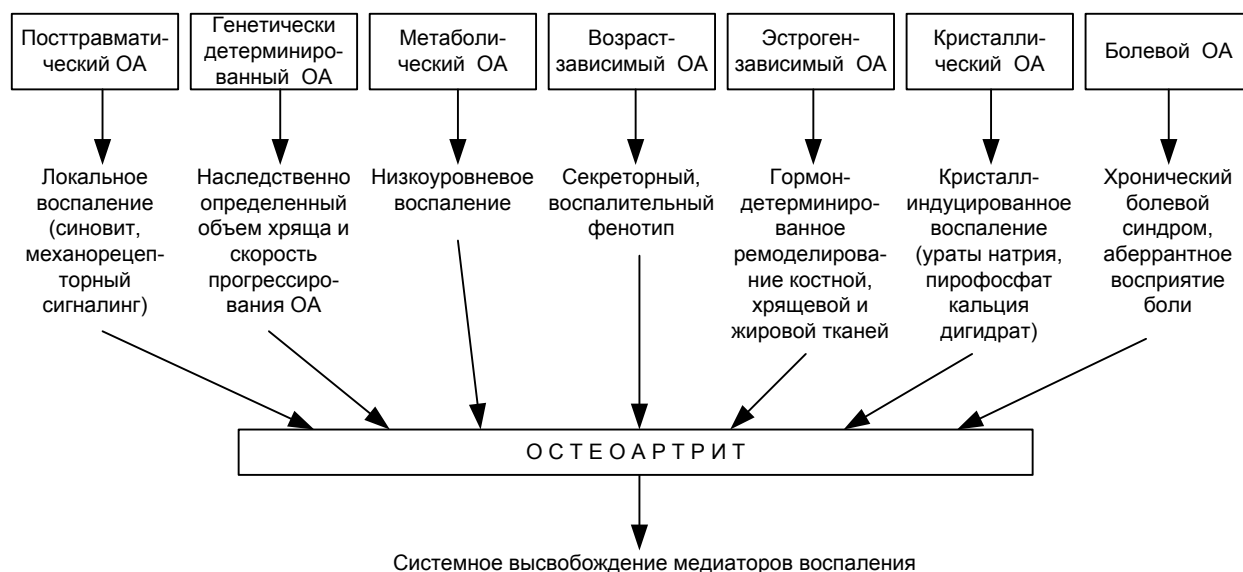 Посттравмати-
ческий ОА
Генетически
детерминиро-
ванный ОА
Метаболи-
ческий ОА
Возраст-
зависимый ОА
Эстроген-
зависимый ОА
Кристалли-
ческий ОА
Болевой ОА
Локальное
воспаление
(синовит,
механорецеп-
торный
сигналинг)
Наследственно
определенный
объем хряща и
скорость
прогрессиро-
вания ОА
Низкоуровневое
воспаление
Секреторный,
воспалительный
фенотип
Гормон-
детерминиро-
ванное
ремоделирова-
ние костной,
хрящевой и
жировой тканей
Кристалл-
индуцированное
воспаление
(ураты натрия,
пирофосфат
кальция
дигидрат)
Хронический
болевой
синдром,
аберрантное
восприятие
боли
ОСТЕОАРТРИТ
Системное высвобождение медиаторов воспаления